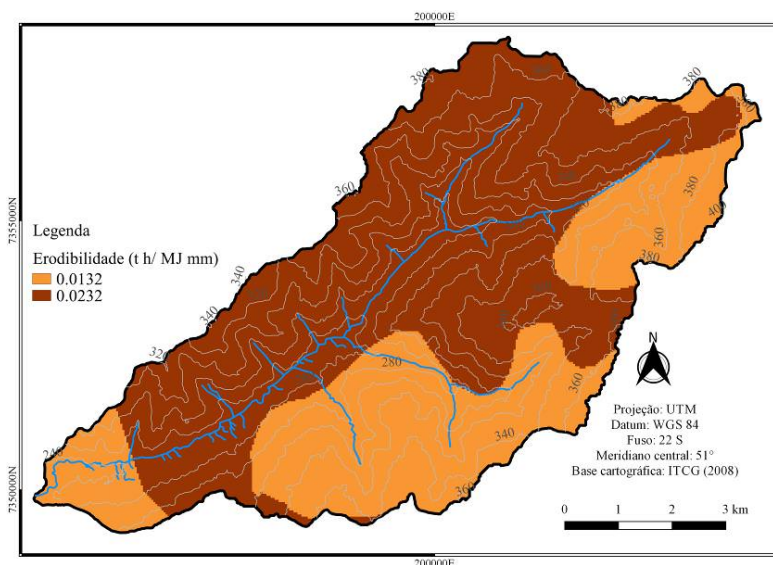 200000E
380
380
360
380
400
360
380
340
340
320
280
360
340
360
240
7355000N
7350000N
Legenda
Erodibilidade (t h/ MJ mm)
0.0132
0.0232
N
Projeção: UTM
Datum: WGS 84
Fuso: 22 S
Meridiano central: 51°
Base cartográfica: ITCG (2008)
0 1 2 3 km
200000E